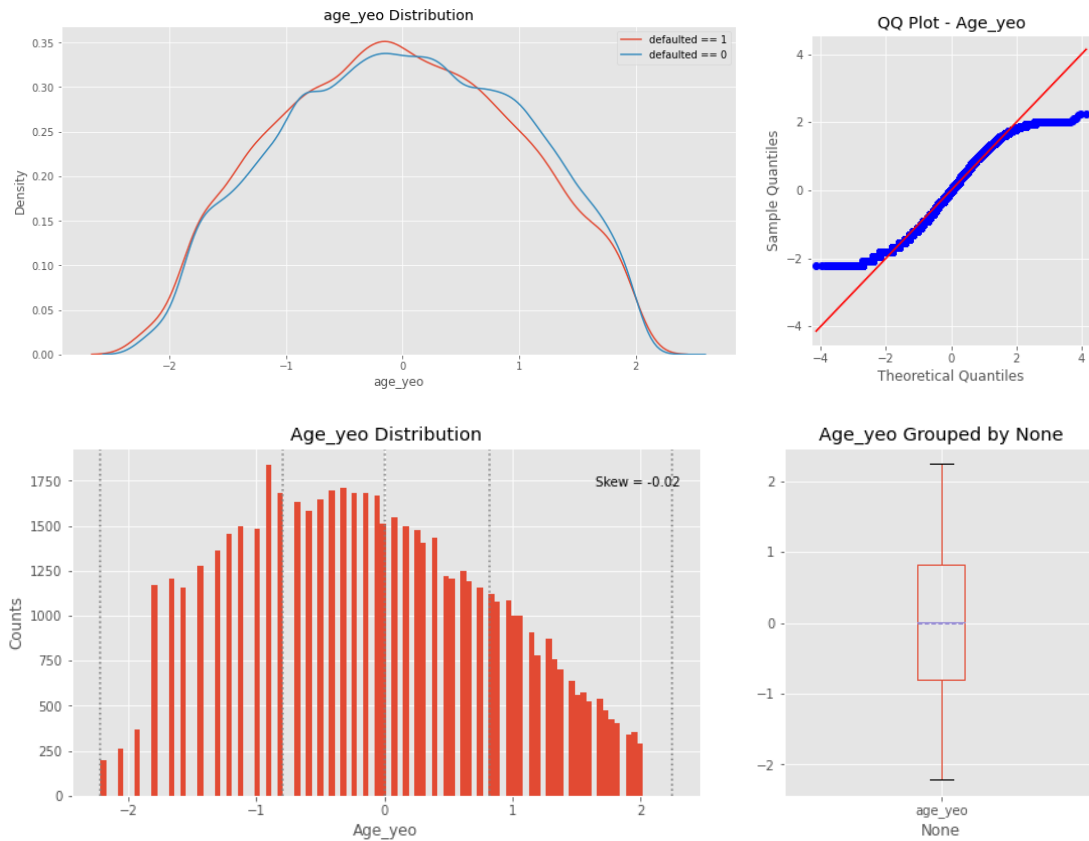 age_yeo Distribution
defaulted == 1
defaulted == 0
0.35
0.30
0.25
0.20
0.15
0.10
0.05
0.00
Density
−2
−1
0
1
2
age_yeo
QQ Plot - Age_yeo
4
2
0
−2
−4
Sample Quantiles
−4
−2
0
2
4
Theoretical Quantiles
Age_yeo Distribution
Skew = -0.02
1750
1500
1250
1000
750
500
250
0
Counts
−2
−1
0
1
2
Age_yeo
Age_yeo Grouped by None
2
1
0
−1
−2
age_yeo
None